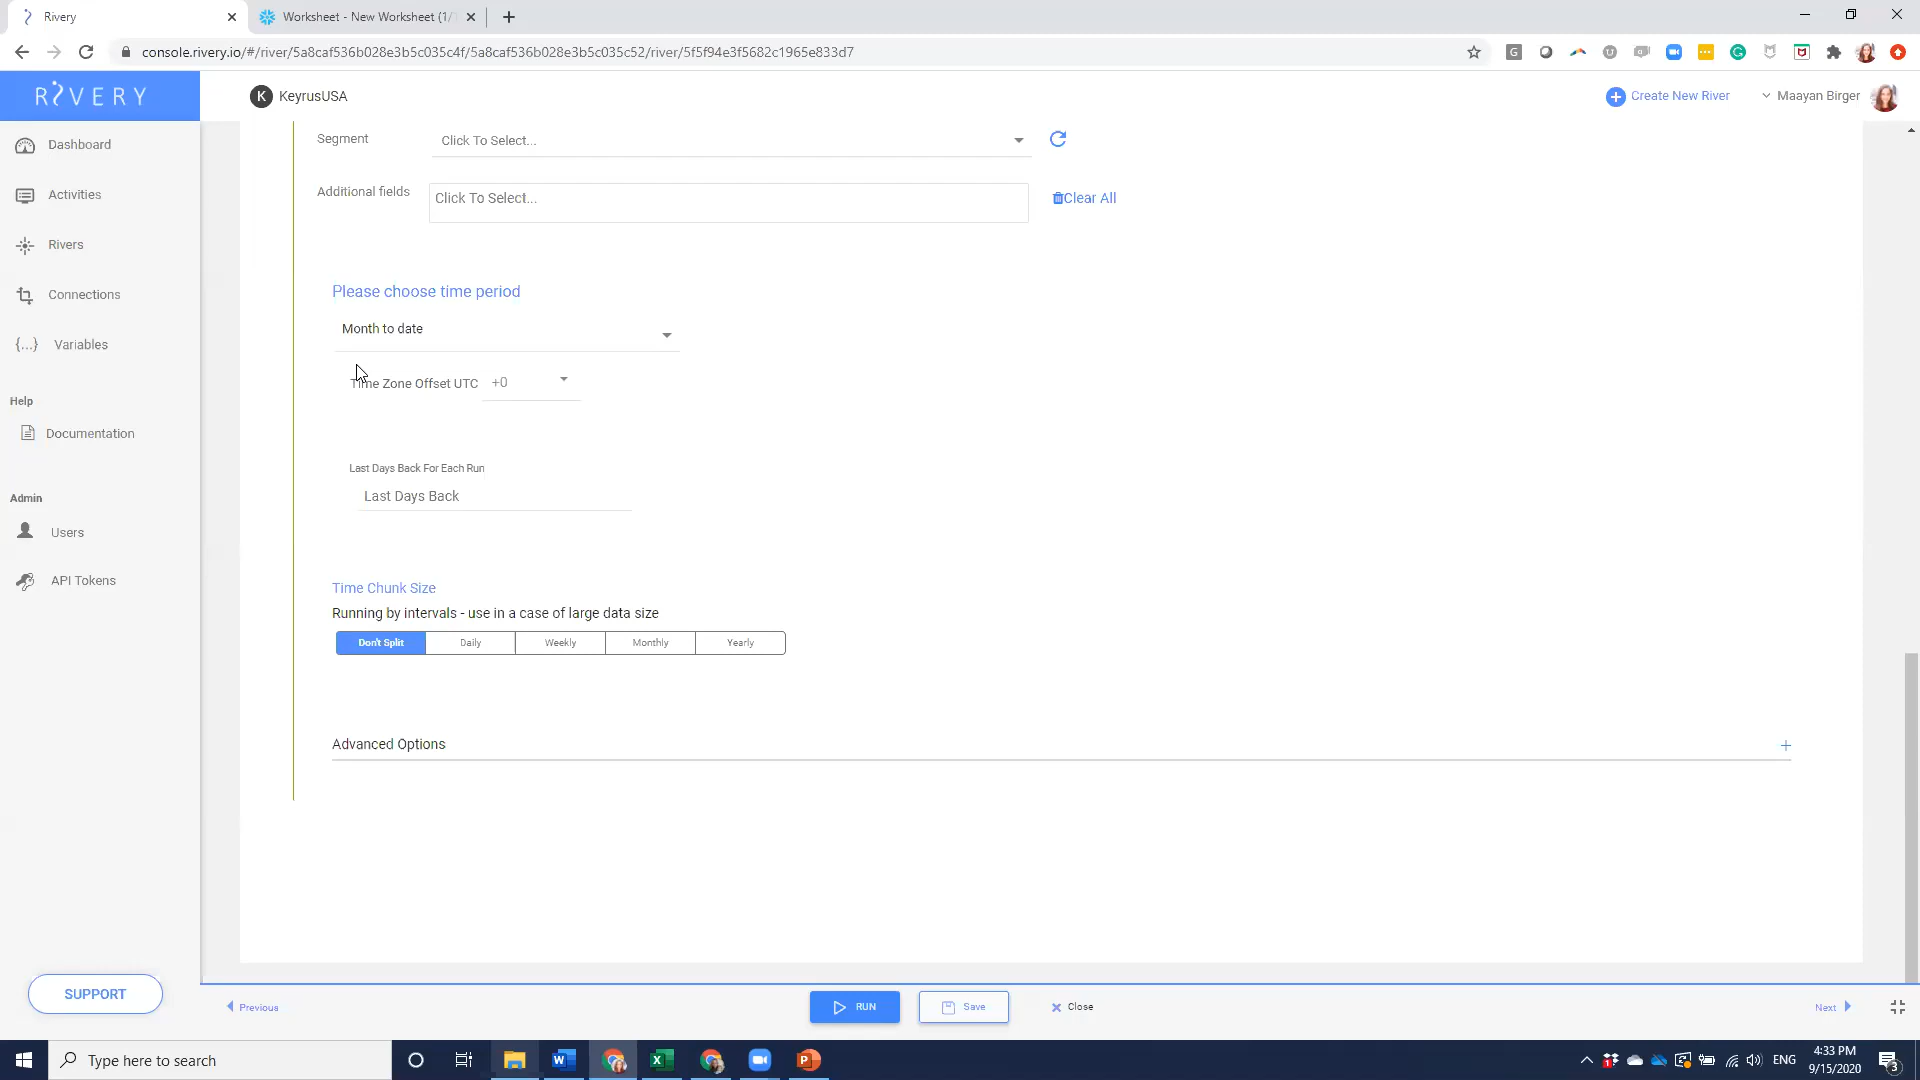 Rivery
Worksheet - New Worksheet (1/
console.rivery.io/#/river/5a8caf536b028e3b5c035c4f/5a8caf536b028e3b5c035c52/river/5f5f94e3f5682c1965e833d7
RIVERY
K KeyrusUSA
Create New River
Maayan Birger
Dashboard
Activities
Rivers
Connections
{...} Variables
Help
Documentation
Admin
Users
API Tokens
SUPPORT
Segment
Click To Select...
Additional fields
Click To Select...
Clear All
Please choose time period
Month to date
Time Zone Offset UTC +0
Last Days Back For Each Run
Last Days Back
Time Chunk Size
Running by intervals - use in a case of large data size
Don't Split Daily Weekly Monthly Yearly
Advanced Options
Previous
RUN
Save
Close
Next
Type here to search
ENG
4:33 PM
9/15/2020
3